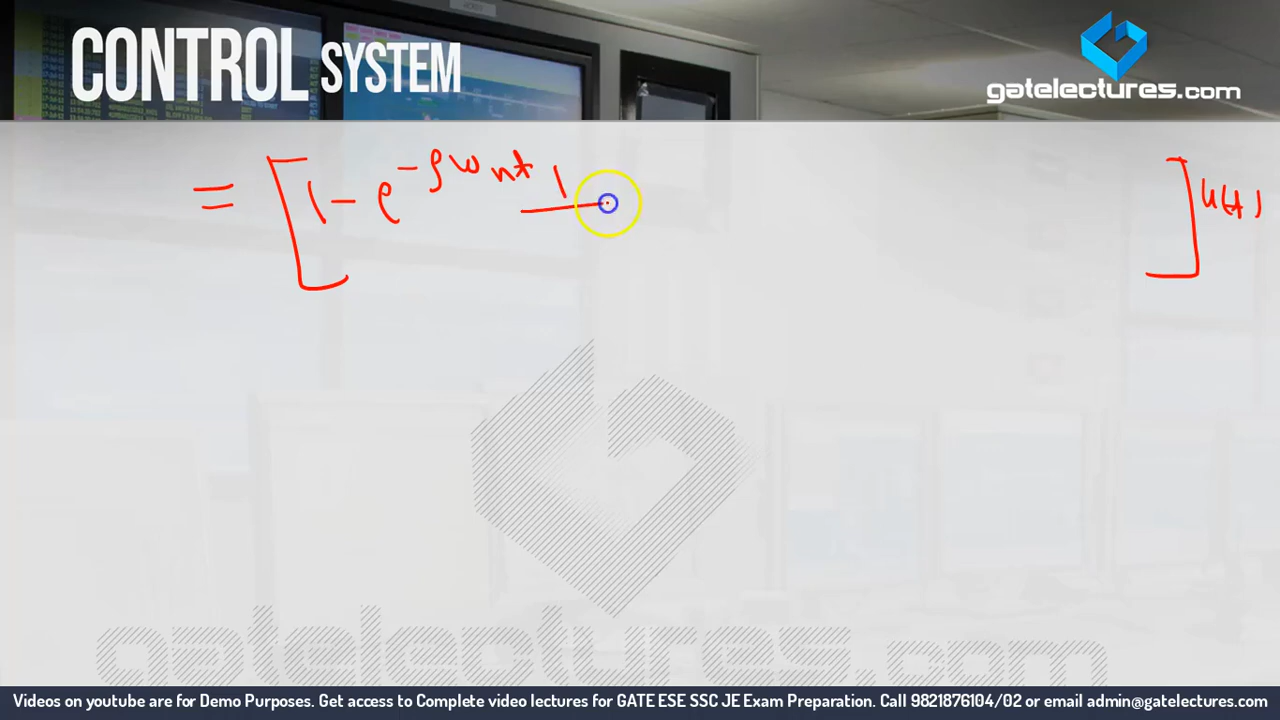 CONTROL SYSTEM
gatelectures.com
= [1 - e^{-ρω_n t} 1/ ] u(t)
gatelectures.com
Videos on youtube are for Demo Purposes. Get access to Complete video lectures for GATE ESE SSC JE Exam Preparation. Call 9821876104/02 or email admin@gatelectures.com